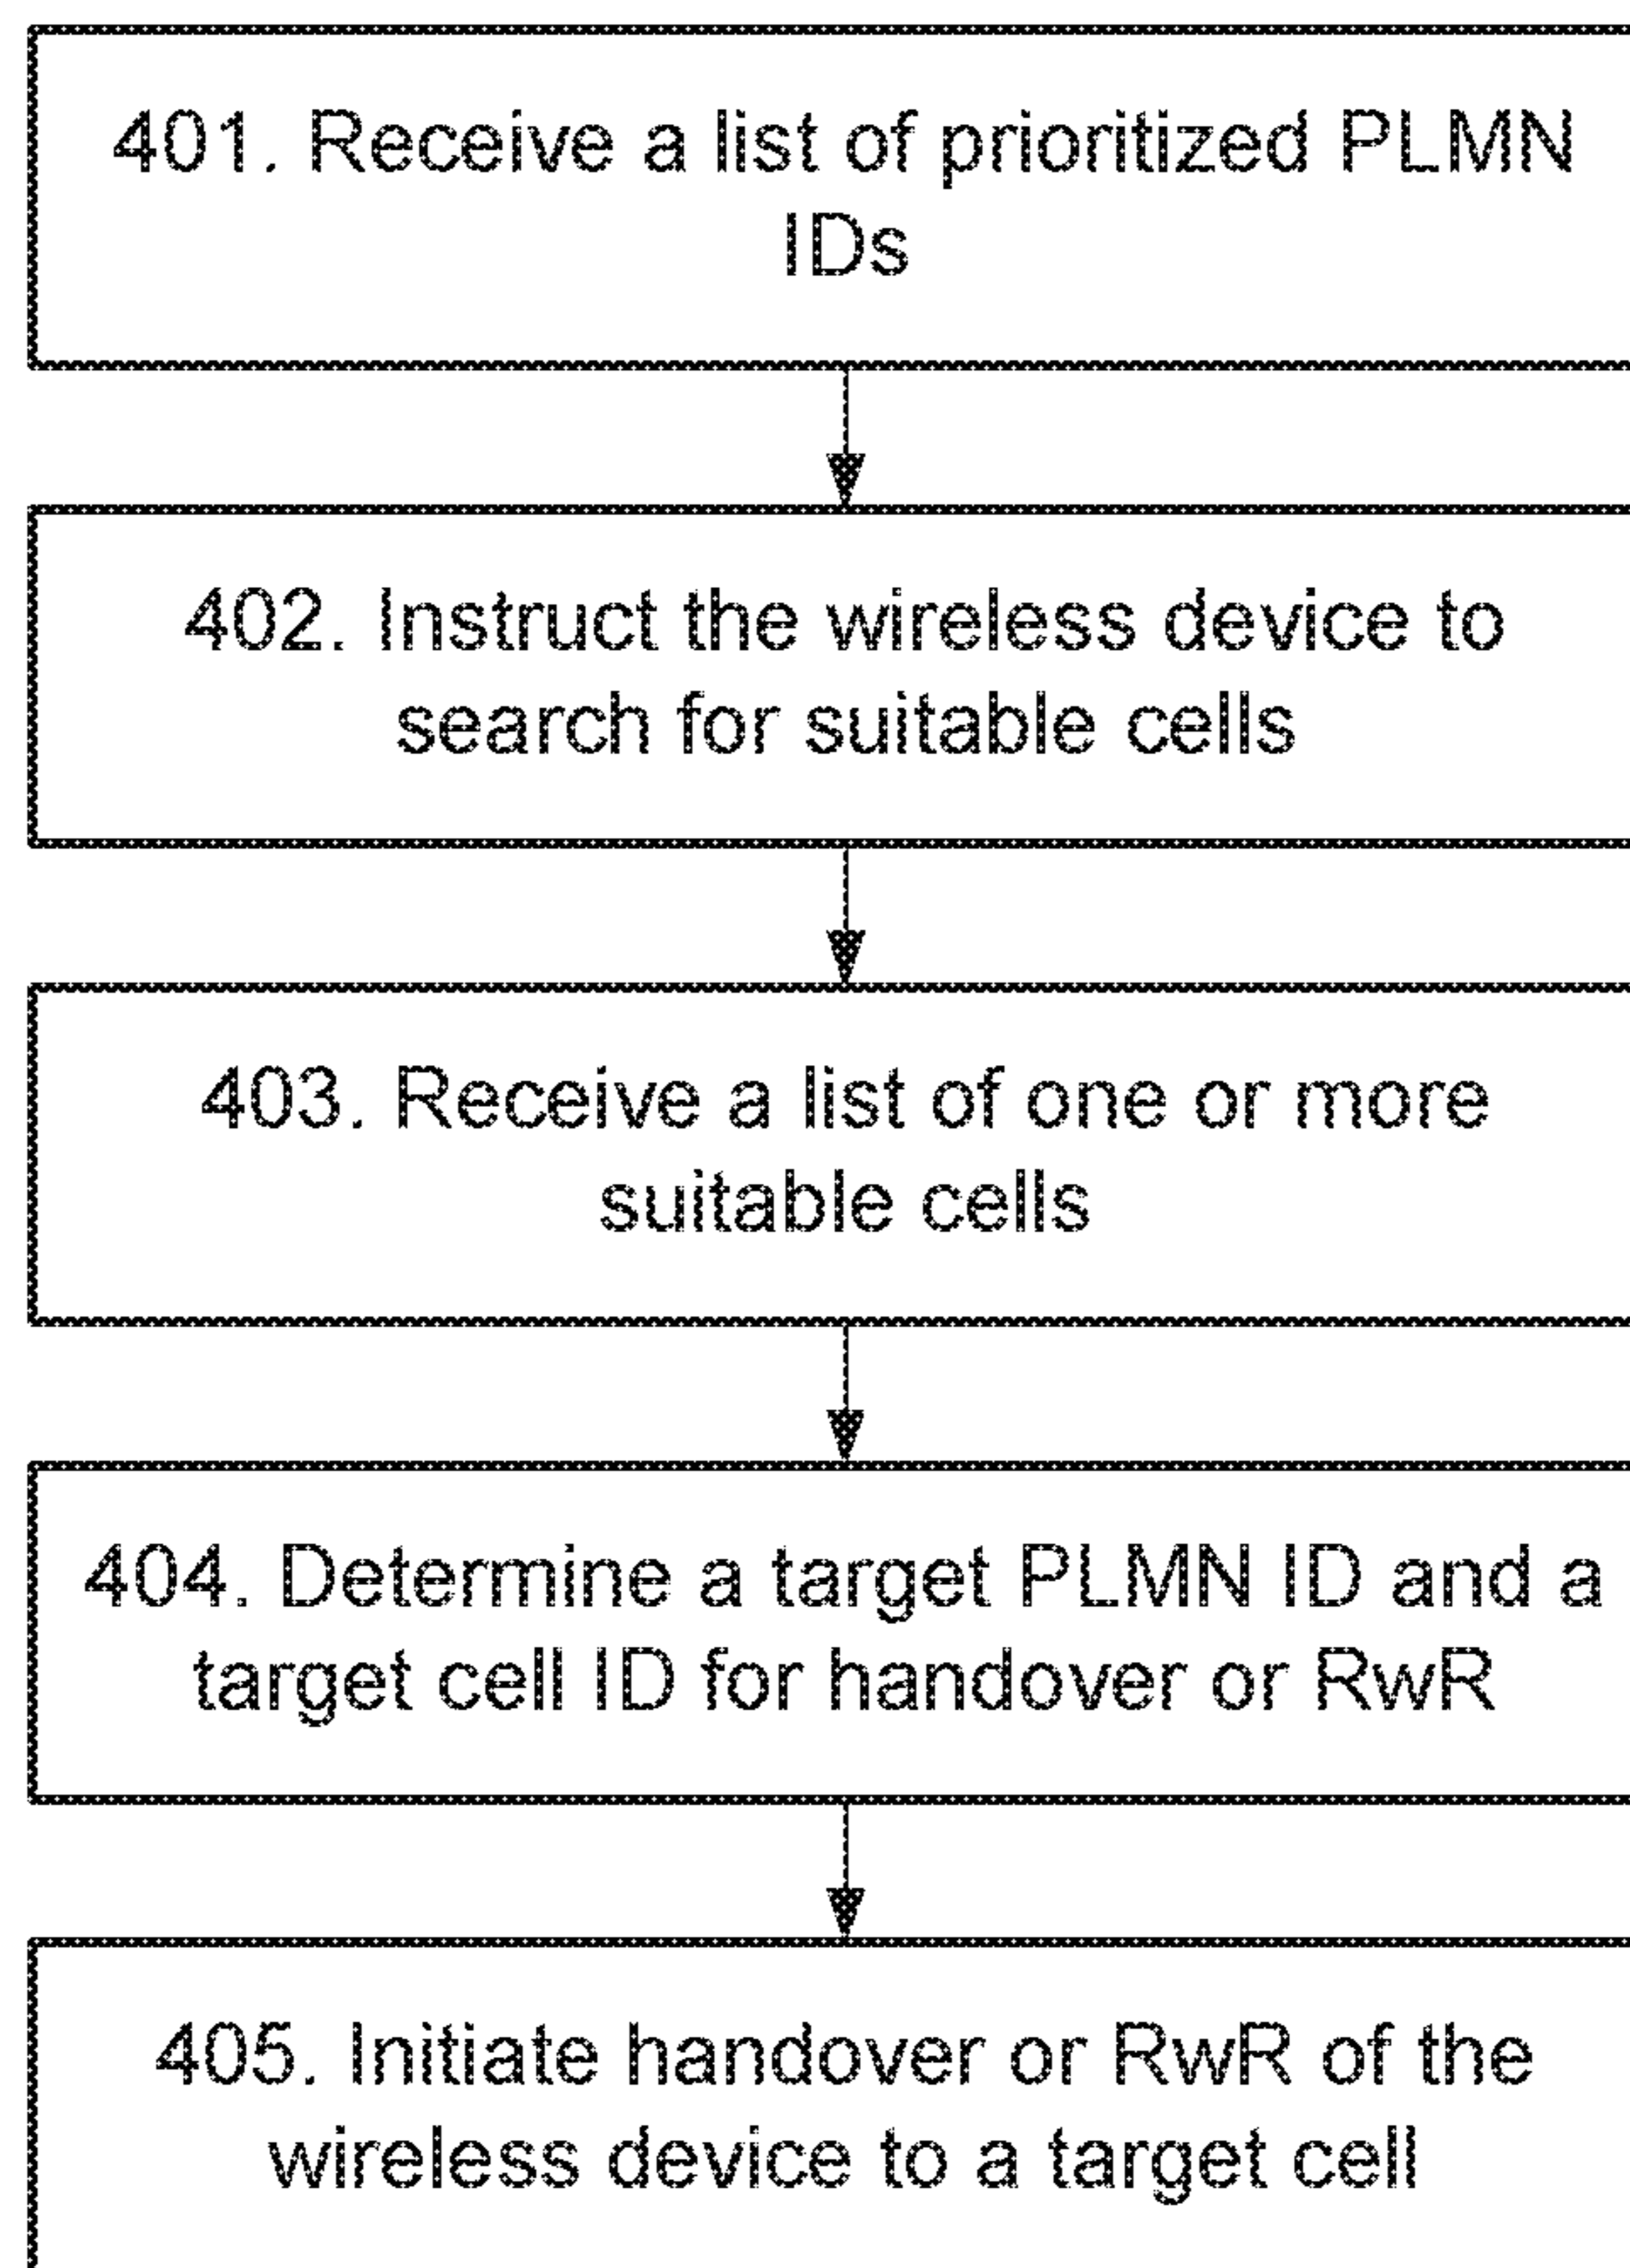 401. Receive a list of prioritized PLMN
IDs
402. Instruct the wireless device to
search for suitable cells
403. Receive a list of one or more
suitable cells
404. Determine a target PLMN ID and a
target cell ID for handover or RwR
405. Initiate handover or RwR of the
wireless device to a target cell